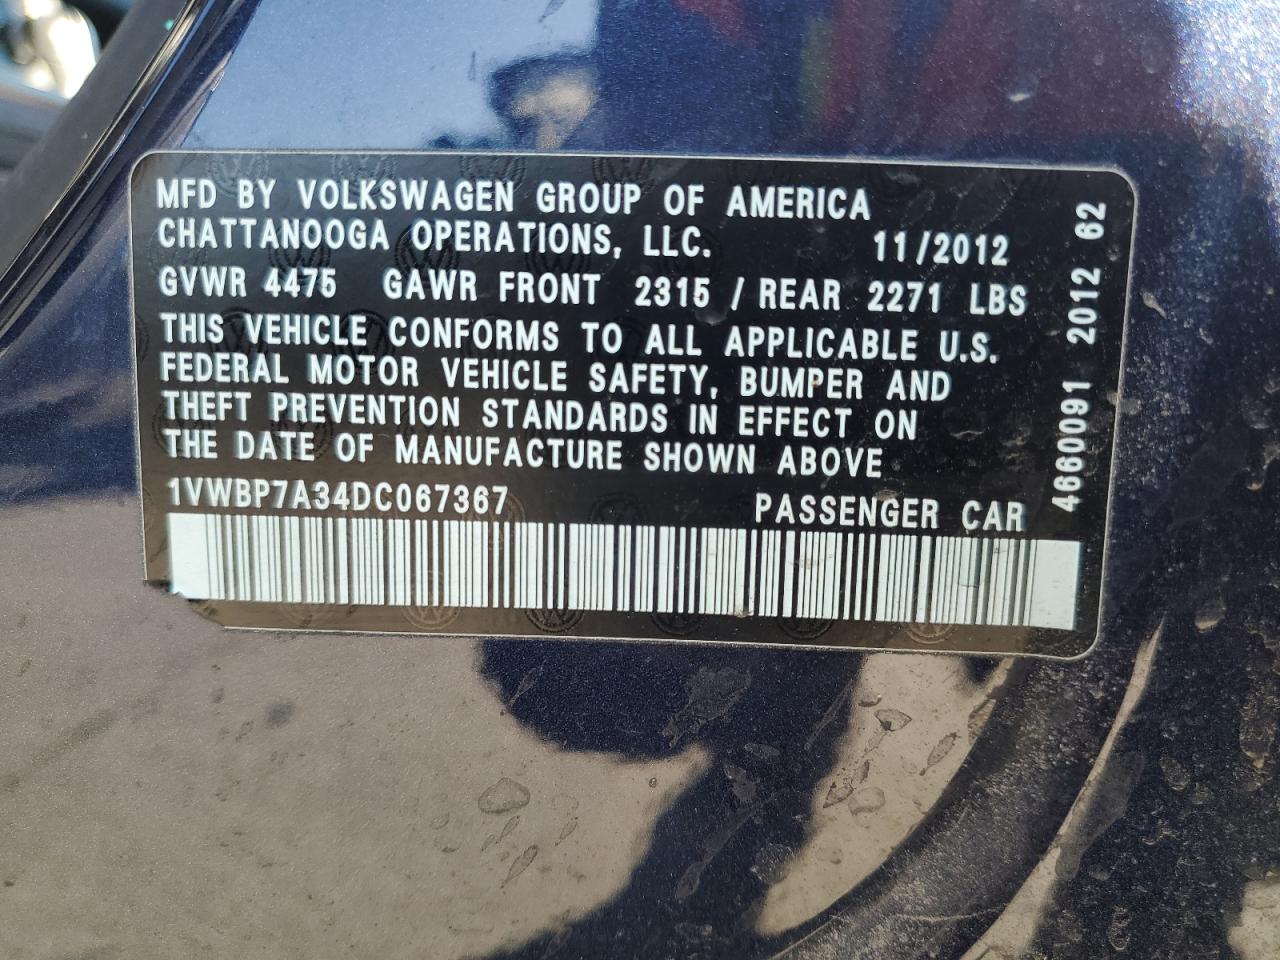 MFD BY VOLKSWAGEN GROUP OF AMERICA
CHATTANOOGA OPERATIONS, LLC. 11/2012
GVWR 4475 GAWR FRONT 2315 / REAR 2271 LBS
THIS VEHICLE CONFORMS TO ALL APPLICABLE U.S.
FEDERAL MOTOR VEHICLE SAFETY, BUMPER AND
THEFT PREVENTION STANDARDS IN EFFECT ON
THE DATE OF MANUFACTURE SHOWN ABOVE
1VWBP7A34DC067367 PASSENGER CAR
4660091 2012 62